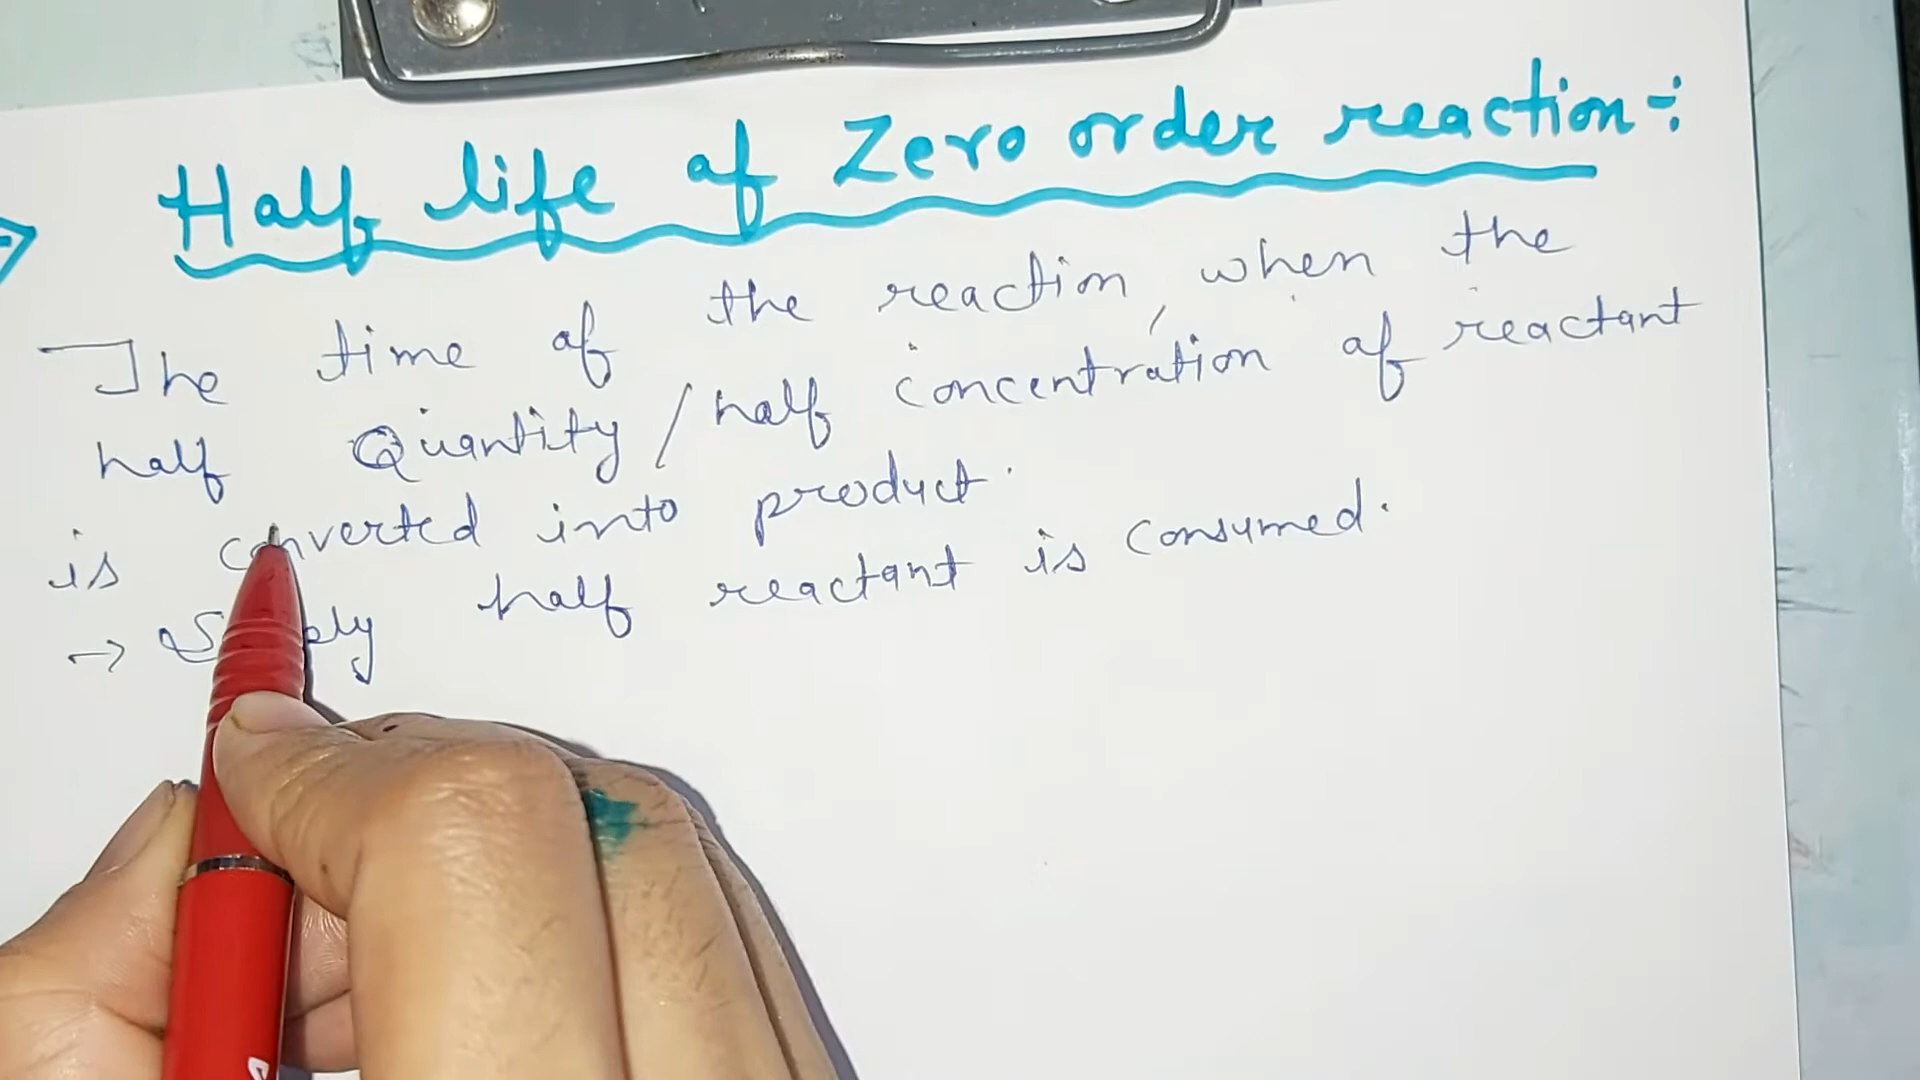 Half life of Zero order reaction :-
The time of the reaction, when the
half Quantity / half concentration of reactant
is converted into product.
→ half reactant is consumed.